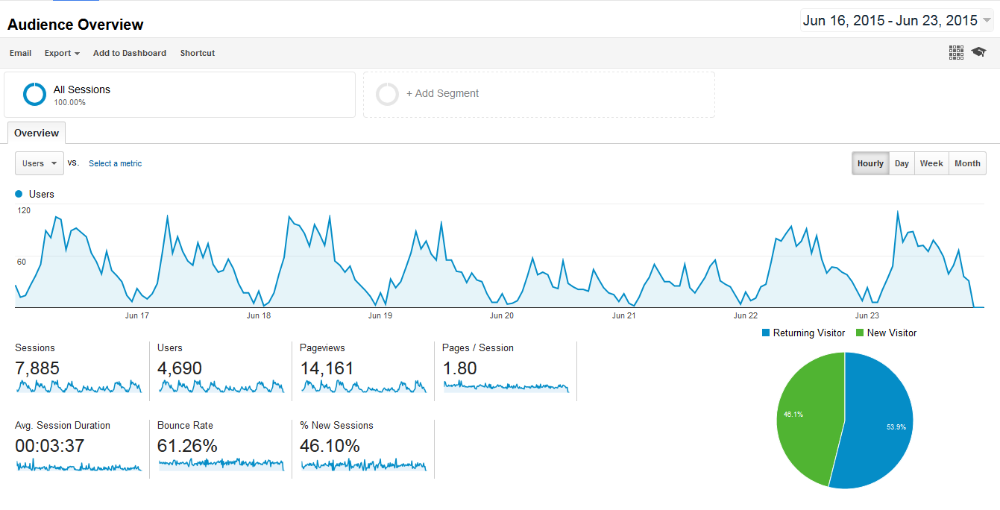 Audience Overview
Jun 16, 2015 - Jun 23, 2015
Email Export Add to Dashboard Shortcut
All Sessions
100.00%
+ Add Segment
Overview
Users vs. Select a metric
Hourly Day Week Month
Users
120
60
Jun 17 Jun 18 Jun 19 Jun 20 Jun 21 Jun 22 Jun 23
Returning Visitor New Visitor
Sessions Users Pageviews Pages / Session
7,885 4,690 14,161 1.80
46.1%
53.9%
Avg. Session Duration Bounce Rate % New Sessions
00:03:37 61.26% 46.10%